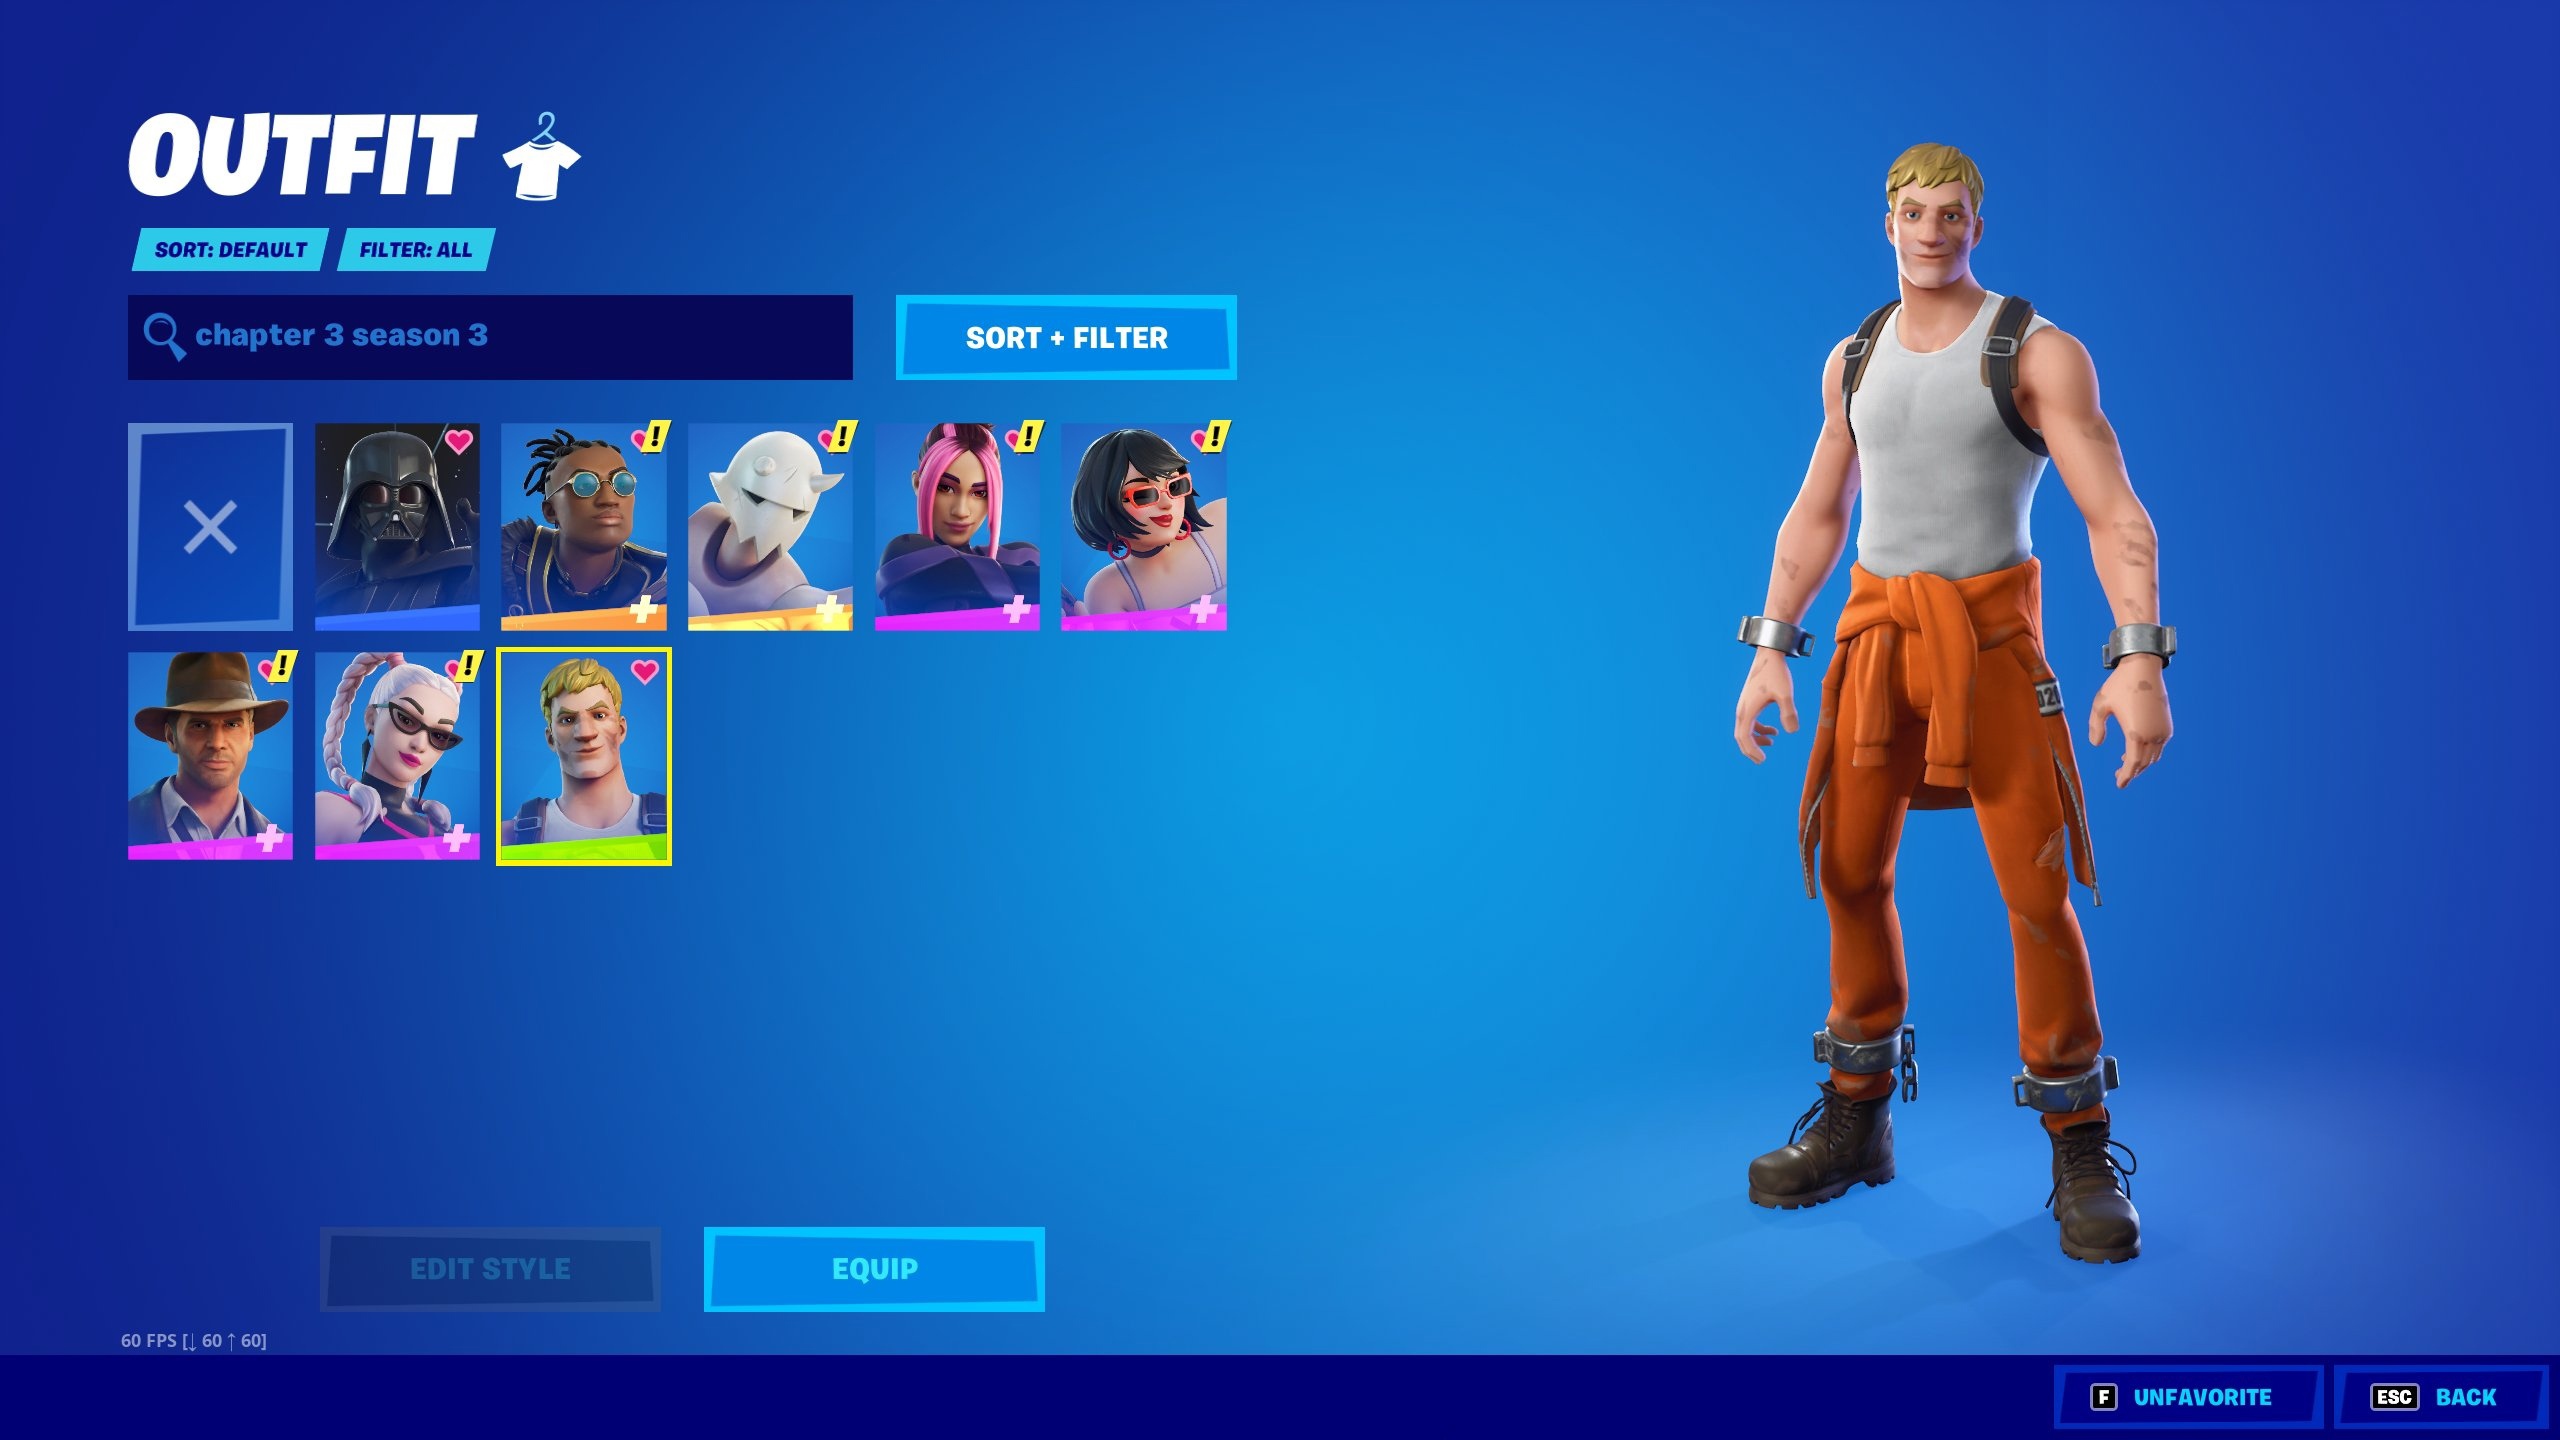 OUTFIT
SORT: DEFAULT
FILTER: ALL
chapter 3 season 3
SORT + FILTER
!
!
!
!
!
!
020
EDIT STYLE
EQUIP
60 FPS [↓ 60 ↑ 60]
F UNFAVORITE
ESC BACK